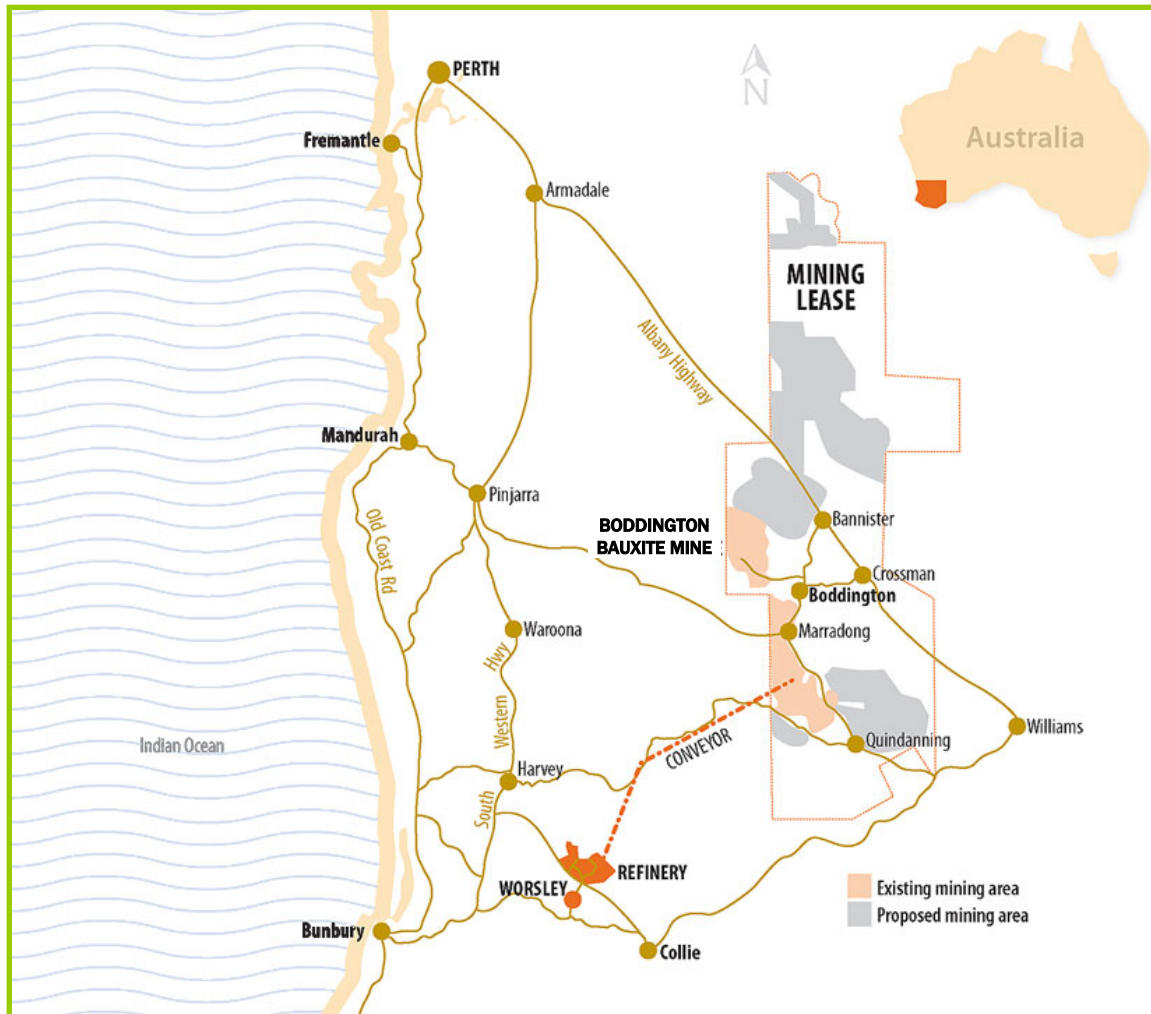 PERTH
N
Australia
Fremantle
Armadale
MINING
LEASE
Albany Highway
Mandurah
Pinjarra
Old Coast Rd
BODDINGTON
BAUXITE MINE
Bannister
Crossman
Boddington
Waroona
Marradong
Hwy
Western
South
Indian Ocean
Williams
Quindanning
CONVEYOR
Harvey
REFINERY
WORSLEY
Existing mining area
Proposed mining area
Bunbury
Collie